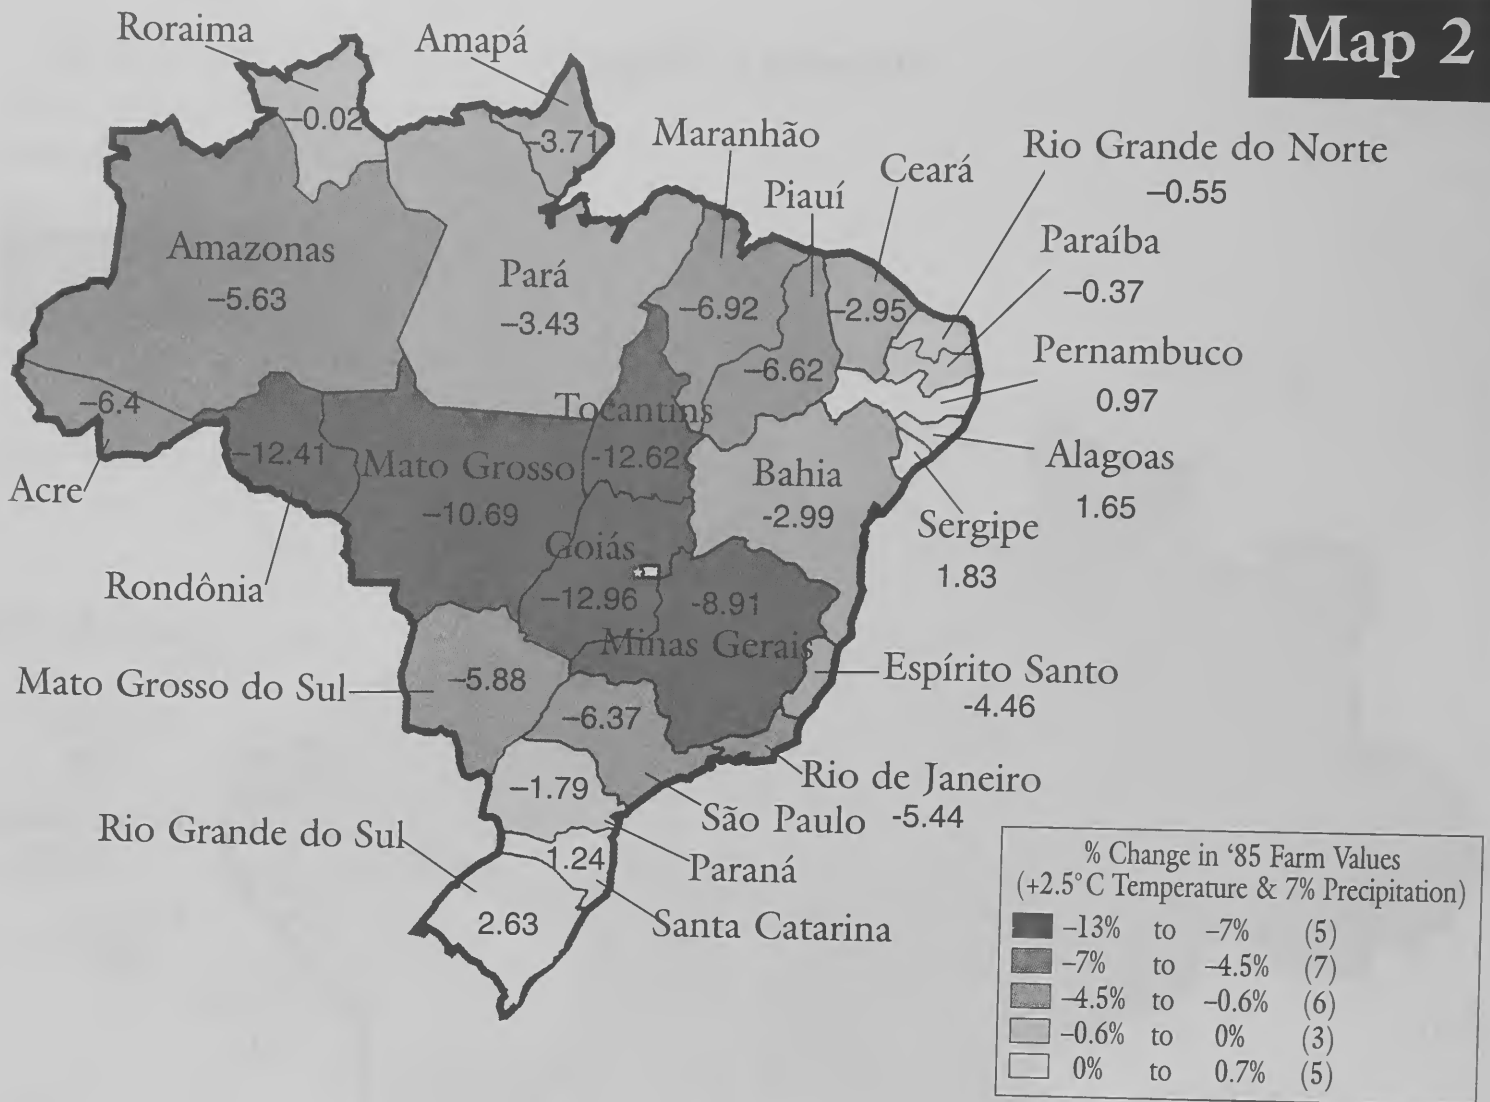 Map 2
Roraima
–0.02
Amapá
–3.71
Maranhão
–6.92
Piauí
–6.62
Ceará
–2.95
Rio Grande do Norte
–0.55
Paraíba
–0.37
Pernambuco
0.97
Alagoas
1.65
Sergipe
1.83
Amazonas
–5.63
Pará
–3.43
Tocantins
-12.62
–6.4
Acre
–12.41
Rondônia
Mato Grosso
–10.69
Bahia
-2.99
Goiás
–12.96
-8.91
Minas Gerais
Espírito Santo
-4.46
Mato Grosso do Sul
–5.88
–6.37
São Paulo
Rio de Janeiro
-5.44
–1.79
Paraná
1.24
Santa Catarina
Rio Grande do Sul
2.63
% Change in ‘85 Farm Values
(+2.5°C Temperature & 7% Precipitation)
–13% to –7% (5)
–7% to –4.5% (7)
–4.5% to –0.6% (6)
–0.6% to 0% (3)
0% to 0.7% (5)